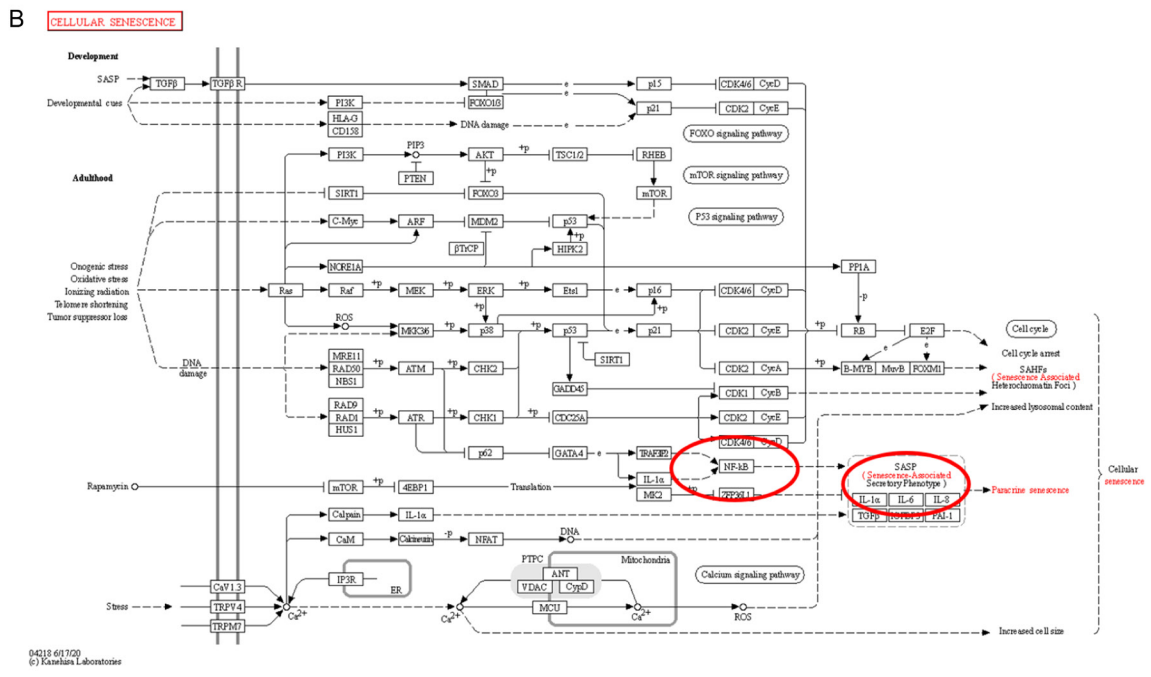 B
CELLULAR SENESCENCE
Development
SASP
TGFβ
TGFβ R
SMAD
e
p15
CDK4/6
CycD
Developmental cues
PI3K
FOXO1/3
e
p21
CDK2
CycE
HLA-G
CD158
DNA damage
e
FOXO signaling pathway
PI3K
PIP3
AKT
+p
TSC1/2
RHEB
PTEN
+p
mTOR signaling pathway
Adulthood
SIRT1
FOXO3
mTOR
C-Myc
ARF
MDM2
p53
P53 signaling pathway
βTrCP
+p
HIPK2
Onogenic stress
Oxidative stress
Ionizing radiation
Telomere shortening
Tumor suppressor loss
NORE1A
PP1A
Ras
Raf
+p
MEK
+p
ERK
+p
Ets1
e
p16
CDK4/6
CycD
-p
ROS
+p
+p
MKK3/6
+p
p38
+p
p53
e
p21
CDK2
CycE
+p
RB
E2F
Cell cycle
e
e
Cell cycle arrest
DNA
damage
MRE11
RAD50
NBS1
+p
ATM
+p
CHK2
SIRT1
CDK2
CycA
+p
B-MYB
MuvB
FOXM1
SAHFs
( Senescence Associated
Heterochromatin Foci )
GADD45
CDK1
CycB
Increased lysosomal content
RAD9
RAD1
HUS1
+p
ATR
+p
CHK1
CDC25A
CDK2
CycE
CDK4/6
CycD
p62
GATA4
e
TRAF3IP2
NF-kB
SASP
( Senescence-Associated
Secretory Phenotype )
Cellular
senescence
IL-1α
Rapamycin
mTOR
4EBP1
Translation
MK2
+p
ZFP36L1
IL-1α
IL-6
IL-8
Paracrine senescence
Calpain
IL-1α
TGFβ
PAI-1
CaM
Calcineurin
-p
NFAT
DNA
PTPC
Mitochondria
IP3R
ER
ANT
VDAC
CypD
Calcium signaling pathway
CaV1.3
Stress
TRPV4
Ca2+
Ca2+
MCU
Ca2+
ROS
TRPM7
Increased cell size
04218 6/17/20
(c) Kanehisa Laboratories